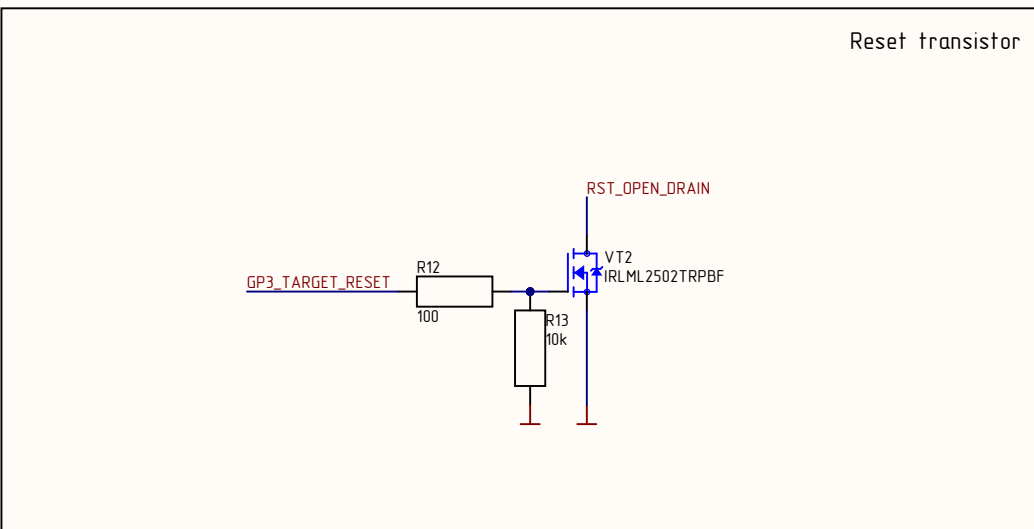 Reset transistor
RST_OPEN_DRAIN
VT2
IRLML2502TRPBF
GP3_TARGET_RESET
R12
100
R13
10k